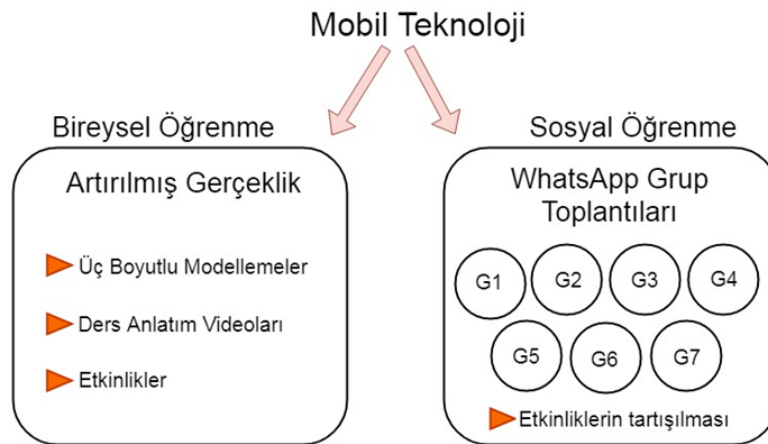 Mobil Teknoloji
Bireysel Öğrenme
Artırılmış Gerçeklik
Üç Boyutlu Modellemeler
Ders Anlatım Videoları
Etkinlikler
Sosyal Öğrenme
WhatsApp Grup
Toplantıları
G1 G2 G3 G4
G5 G6 G7
Etkinliklerin tartışılması